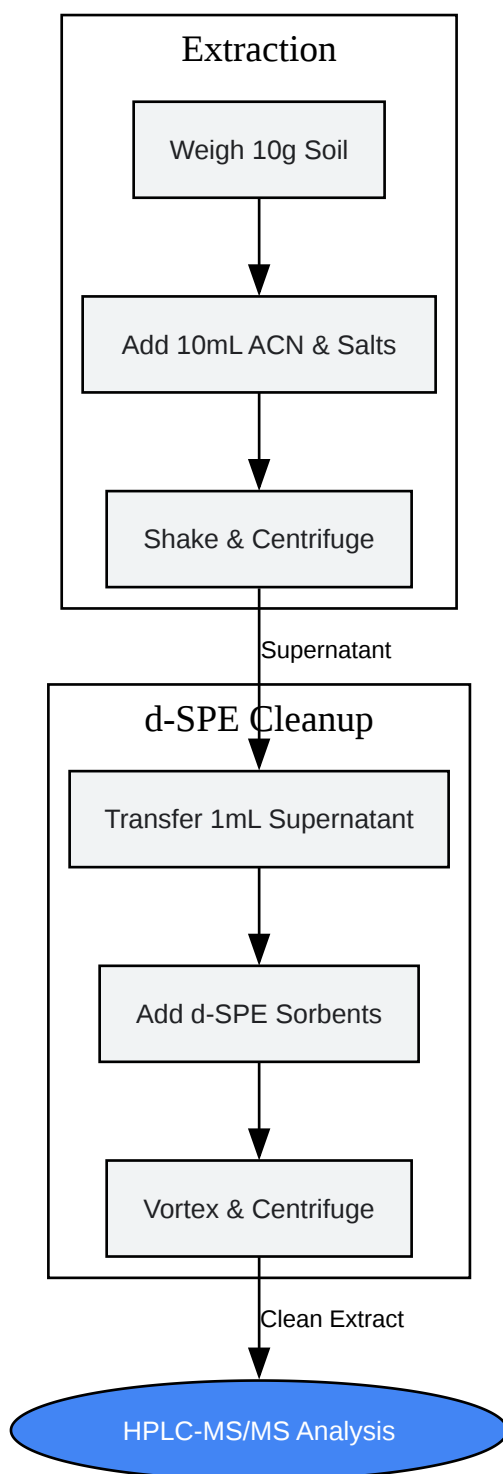 Extraction
Weigh 10g Soil
Add 10mL ACN & Salts
Shake & Centrifuge
Supernatant
d-SPE Cleanup
Transfer 1mL Supernatant
Add d-SPE Sorbents
Vortex & Centrifuge
Clean Extract
HPLC-MS/MS Analysis